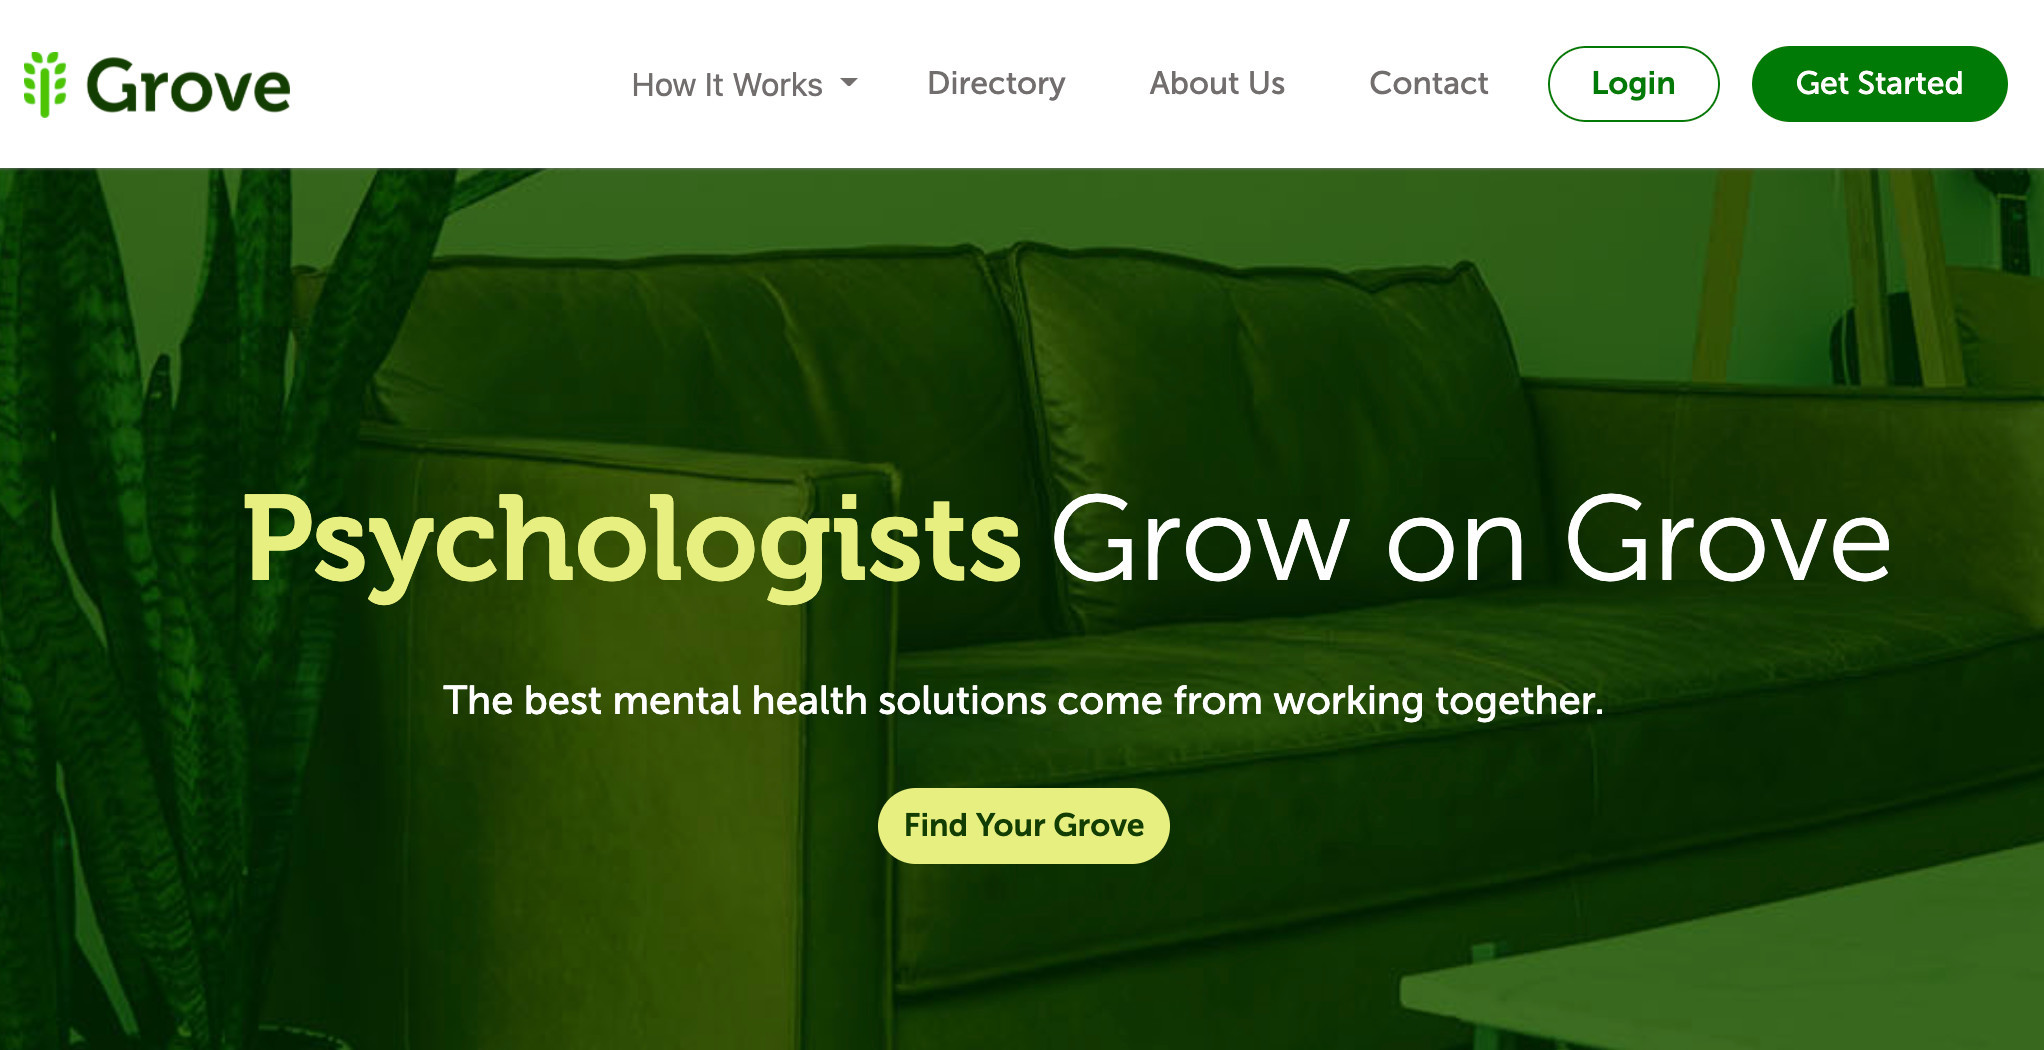 Grove
How It Works
Directory
About Us
Contact
Login
Get Started
Psychologists Grow on Grove
The best mental health solutions come from working together.
Find Your Grove